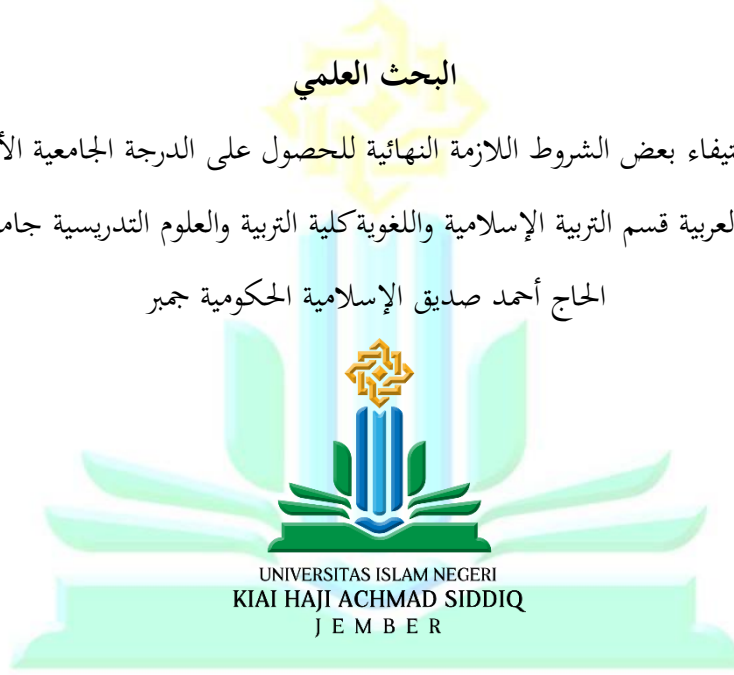 البحث العلمي
بعض الشروط اللازمة النهائية للحصول على الدرجة الجامعية
قسم التربية الإسلامية واللغوية كلية التربية والعلوم التدريسية
الحاج أحمد صديق الإسلامية الحكومية جمبر
UNIVERSITAS ISLAM NEGERI
KIAI HAJI ACHMAD SIDDIQ
JEMBER